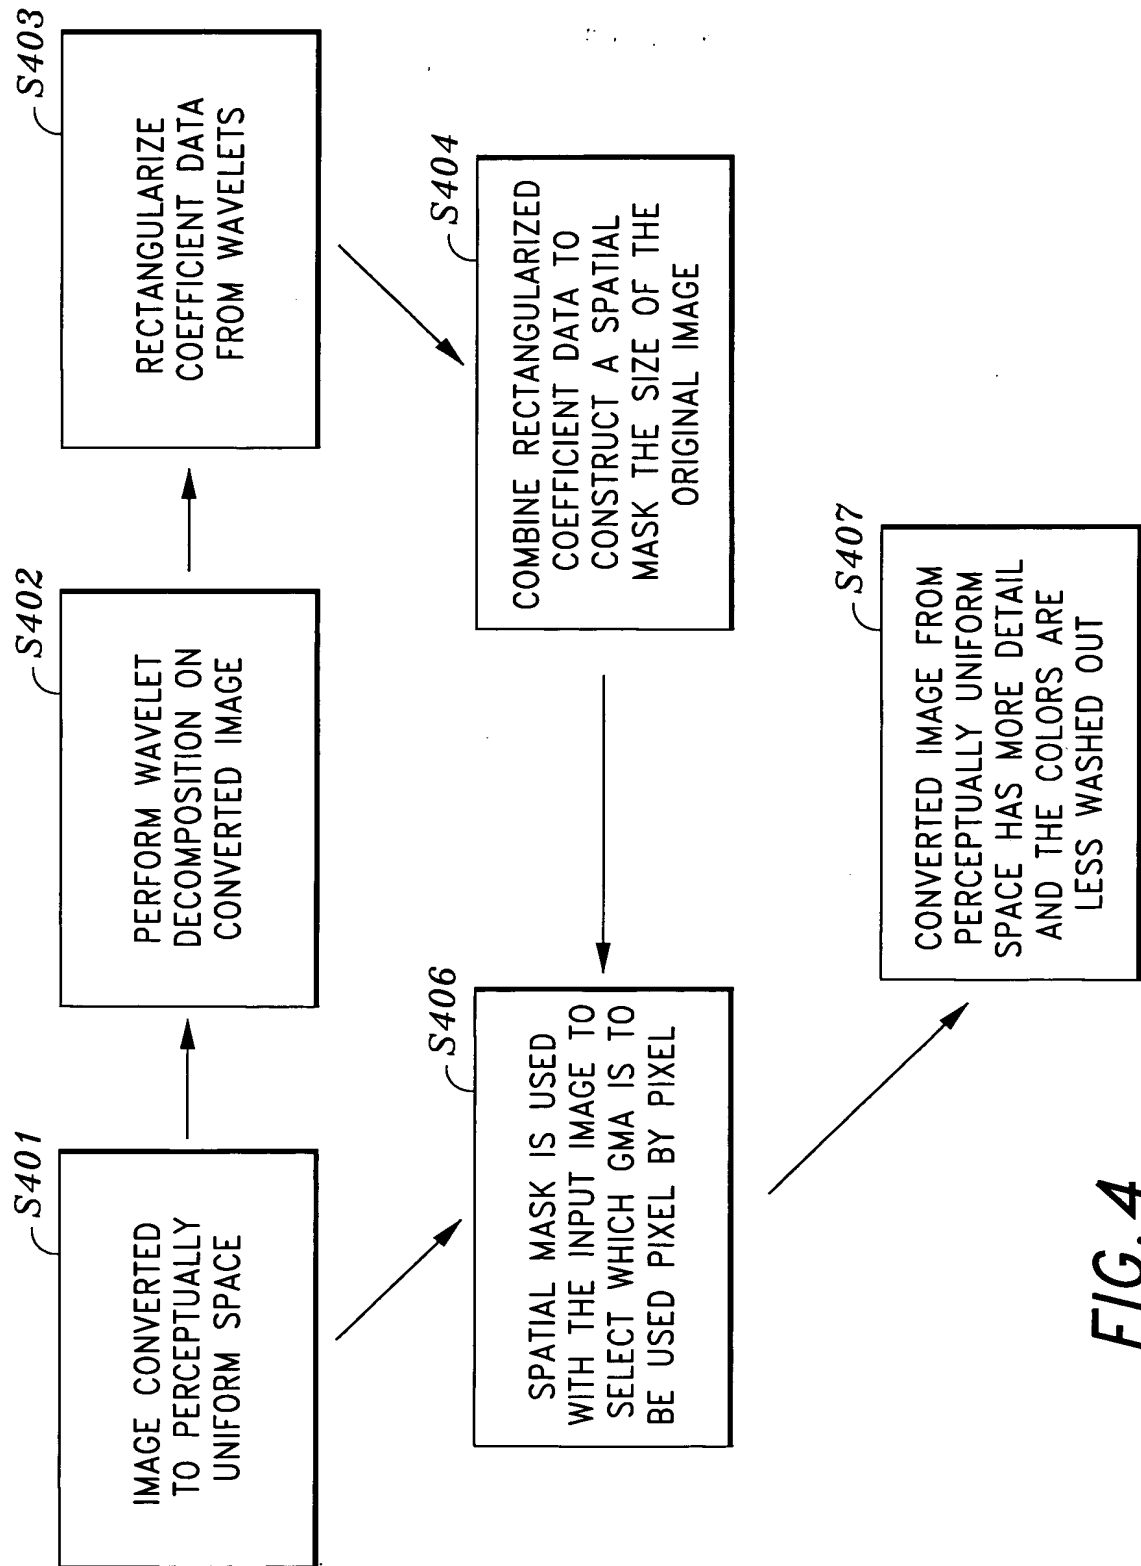 S401
IMAGE CONVERTED
TO PERCEPTUALLY
UNIFORM SPACE
S402
PERFORM WAVELET
DECOMPOSITION ON
CONVERTED IMAGE
S403
RECTANGULARIZE
COEFFICIENT DATA
FROM WAVELETS
S404
COMBINE RECTANGULARIZED
COEFFICIENT DATA TO
CONSTRUCT A SPATIAL
MASK THE SIZE OF THE
ORIGINAL IMAGE
S406
SPATIAL MASK IS USED
WITH THE INPUT IMAGE TO
SELECT WHICH GMA IS TO
BE USED PIXEL BY PIXEL
S407
CONVERTED IMAGE FROM
PERCEPTUALLY UNIFORM
SPACE HAS MORE DETAIL
AND THE COLORS ARE
LESS WASHED OUT
FIG. 4